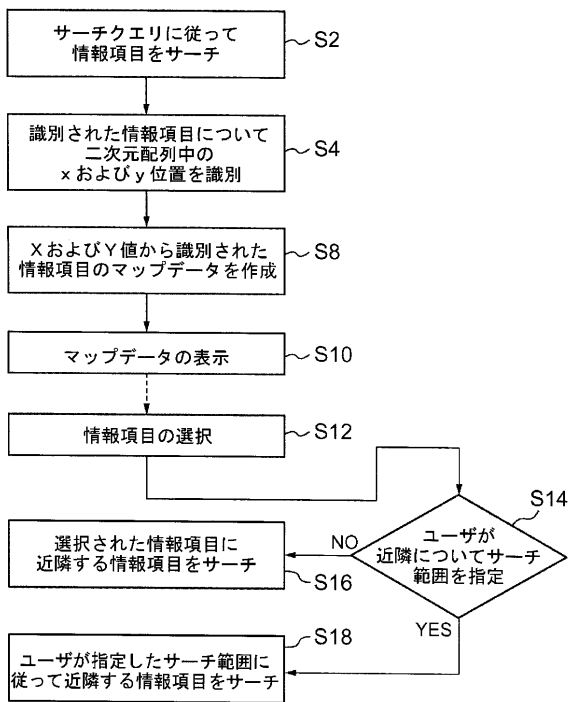 サーチクエリに従って
情報項目をサーチ
S2
識別された情報項目について
二次元配列中の
xおよびy位置を識別
S4
XおよびY値から識別された
情報項目のマップデータを作成
S8
マップデータの表示
S10
情報項目の選択
S12
S14
ユーザが
近隣についてサーチ
範囲を指定
NO
選択された情報項目に
近隣する情報項目をサーチ
S16
YES
S18
ユーザが指定したサーチ範囲に
従って近隣する情報項目をサーチ